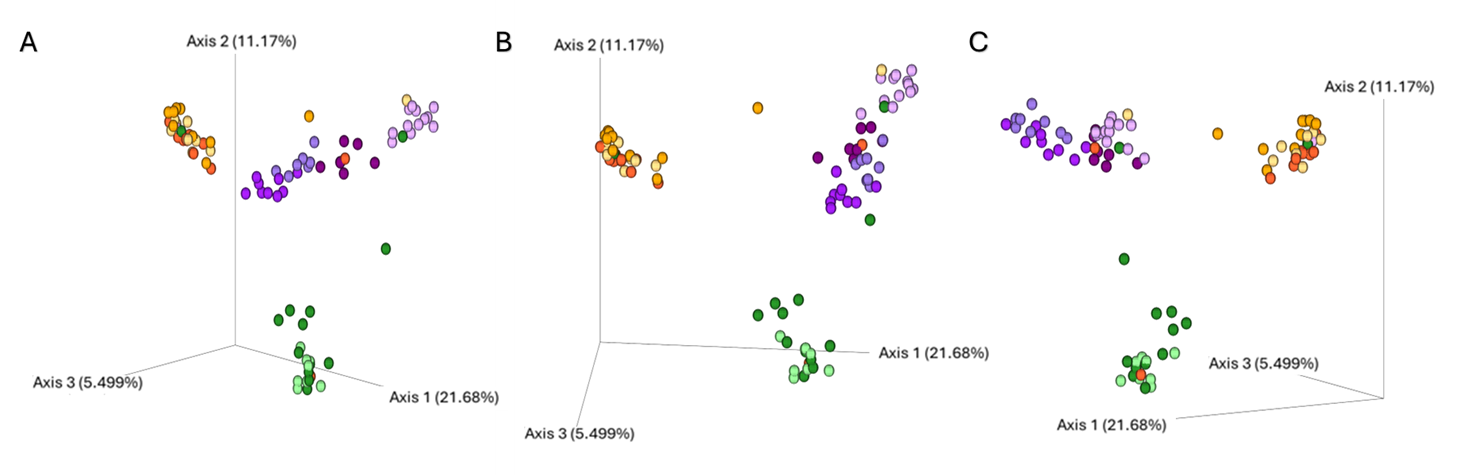 A
Axis 2 (11.17%)
Axis 3 (5.499%)
Axis 1 (21.68%)
B
Axis 2 (11.17%)
Axis 1 (21.68%)
Axis 3 (5.499%)
C
Axis 2 (11.17%)
Axis 3 (5.499%)
Axis 1 (21.68%)